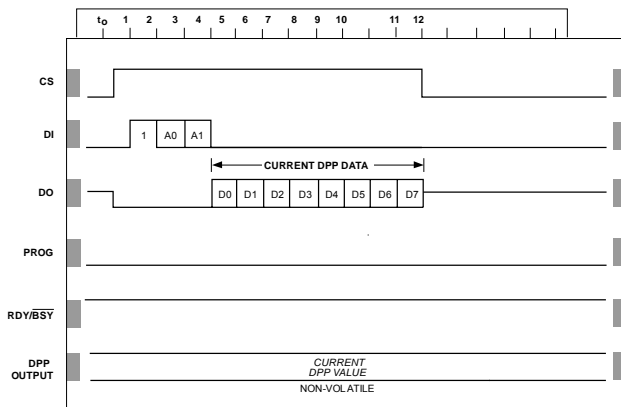 to 1 2 3 4 5 6 7 8 9 10 11 12
CS
DI 1 A0 A1
CURRENT DPP DATA
DO D0 D1 D2 D3 D4 D5 D6 D7
PROG
RDY/BSY
DPP
OUTPUT
CURRENT
DPP VALUE
NON-VOLATILE